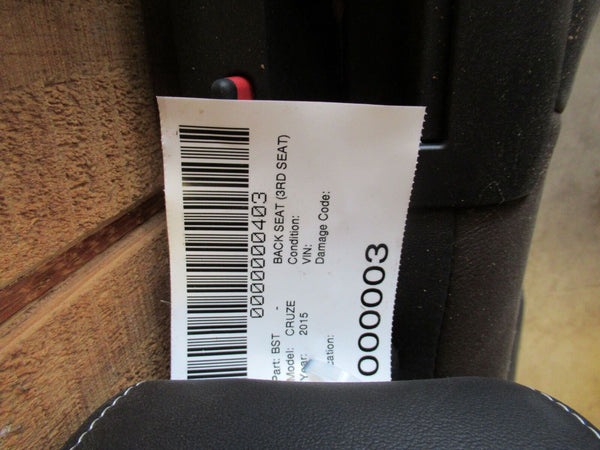 0000000403
Part: BST - BACK SEAT (3RD SEAT)
Model: CRUZE Condition:
Year: 2015 VIN:
Damage Code:
000003